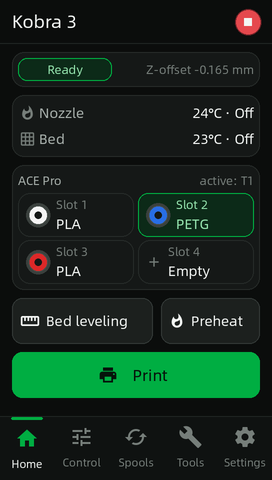 Kobra 3
Ready
Z-offset -0.165 mm
Nozzle
24°C · Off
Bed
23°C · Off
ACE Pro
active: T1
Slot 1
PLA
Slot 2
PETG
Slot 3
PLA
Slot 4
Empty
Bed leveling
Preheat
Print
Home
Control
Spools
Tools
Settings